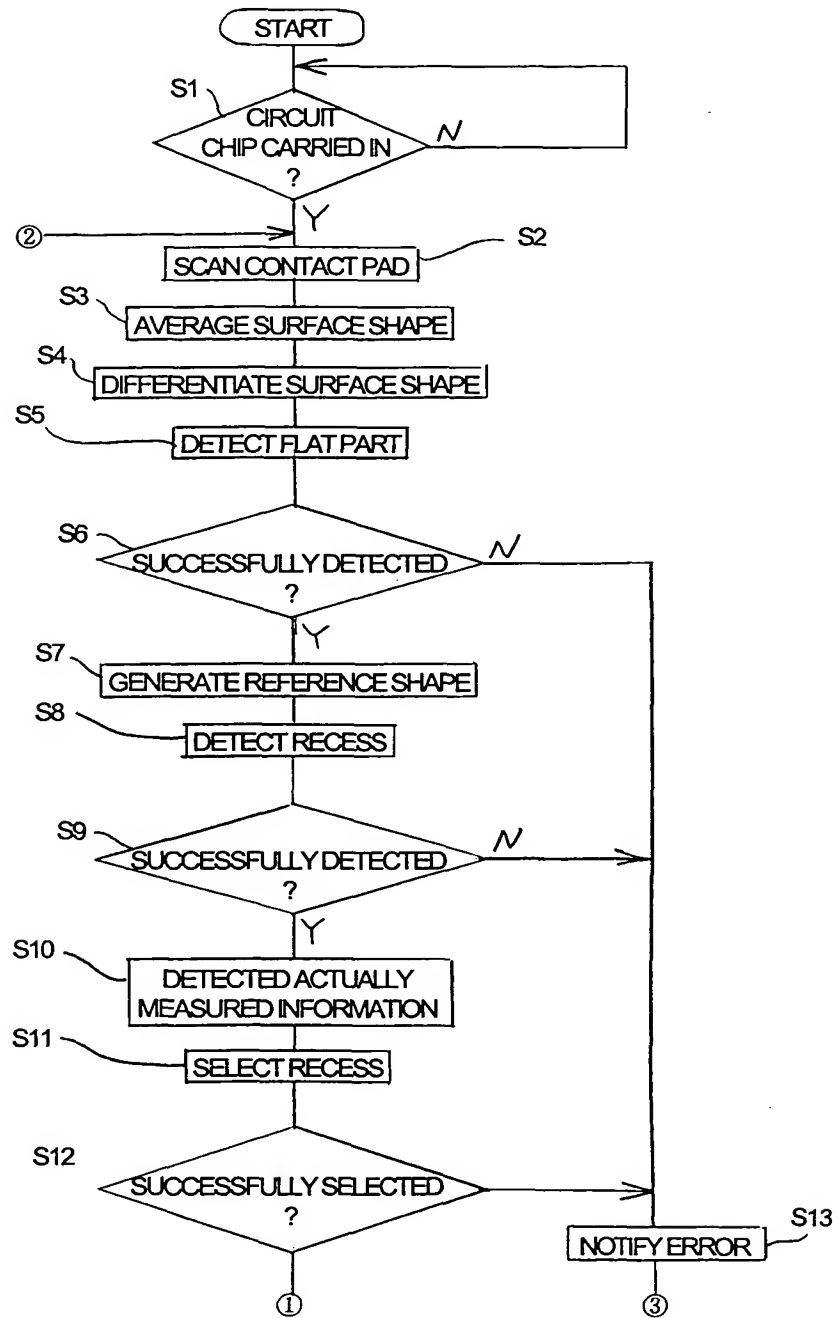 START
S1
CIRCUIT
CHIP CARRIED IN
?
N
Y
②
S2
SCAN CONTACT PAD
S3
AVERAGE SURFACE SHAPE
S4
DIFFERENTIATE SURFACE SHAPE
S5
DETECT FLAT PART
S6
SUCCESSFULLY DETECTED
?
N
Y
S7
GENERATE REFERENCE SHAPE
S8
DETECT RECESS
S9
SUCCESSFULLY DETECTED
?
N
Y
S10
DETECTED ACTUALLY
MEASURED INFORMATION
S11
SELECT RECESS
S12
SUCCESSFULLY SELECTED
?
S13
NOTIFY ERROR
①
③